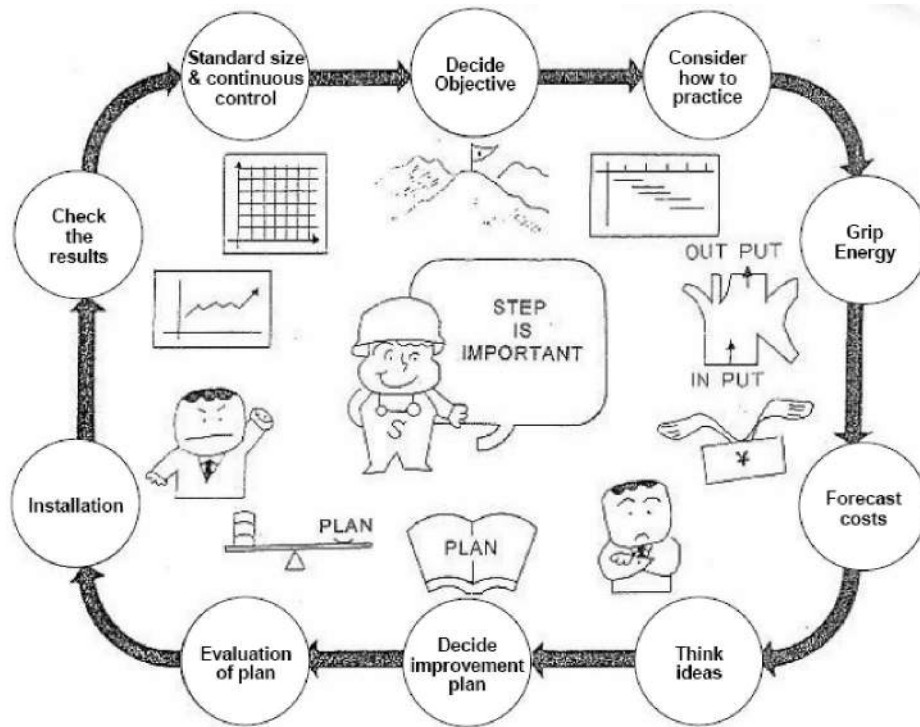 Standard size
& continuous
control
Decide
Objective
Consider
how to
practice
Check
the
results
Grip
Energy
OUT PUT
IN PUT
STEP
IS
IMPORTANT
S
¥
Installation
Forecast
costs
PLAN
PLAN
Evaluation
of plan
Decide
improvement
plan
Think
ideas